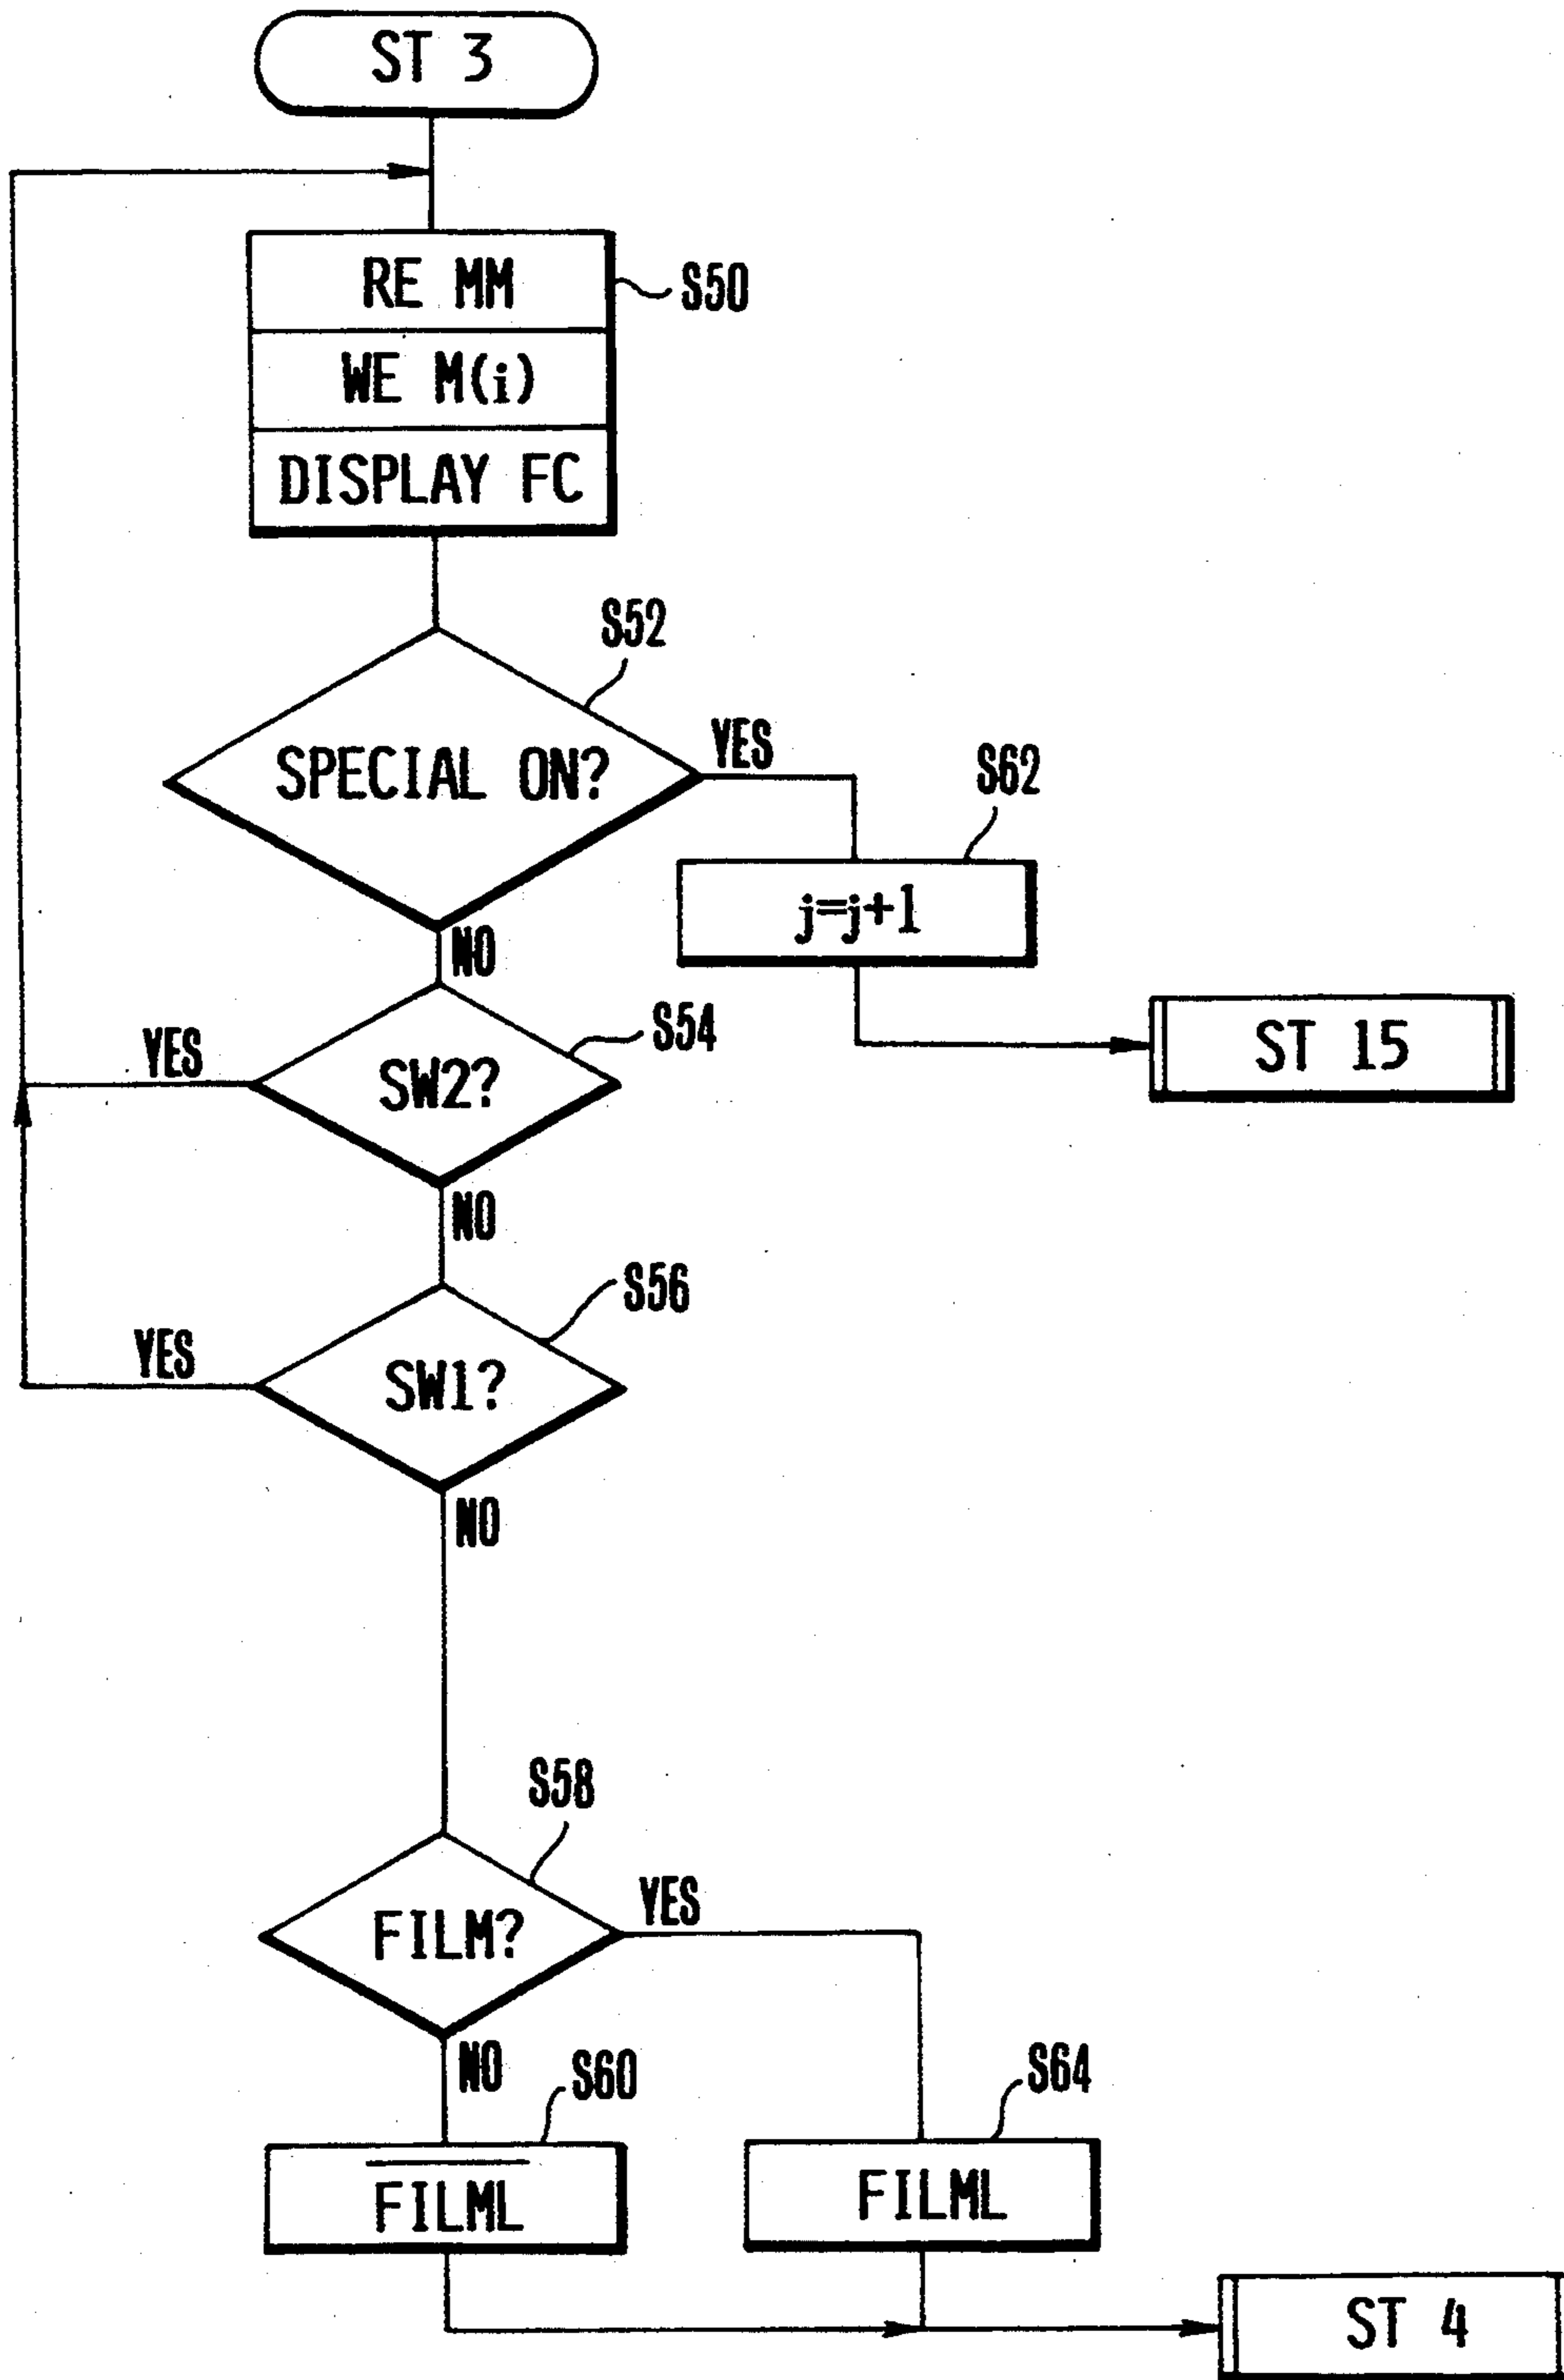 ST 3
RE MM
S50
WE M(i)
DISPLAY FC
S52
SPECIAL ON?
YES
S62
j=j+1
NO
S54
YES
SW2?
ST 15
NO
S56
YES
SW1?
NO
S58
FILM?
YES
NO
S60
S64
F̅I̅L̅M̅L̅
FILML
ST 4